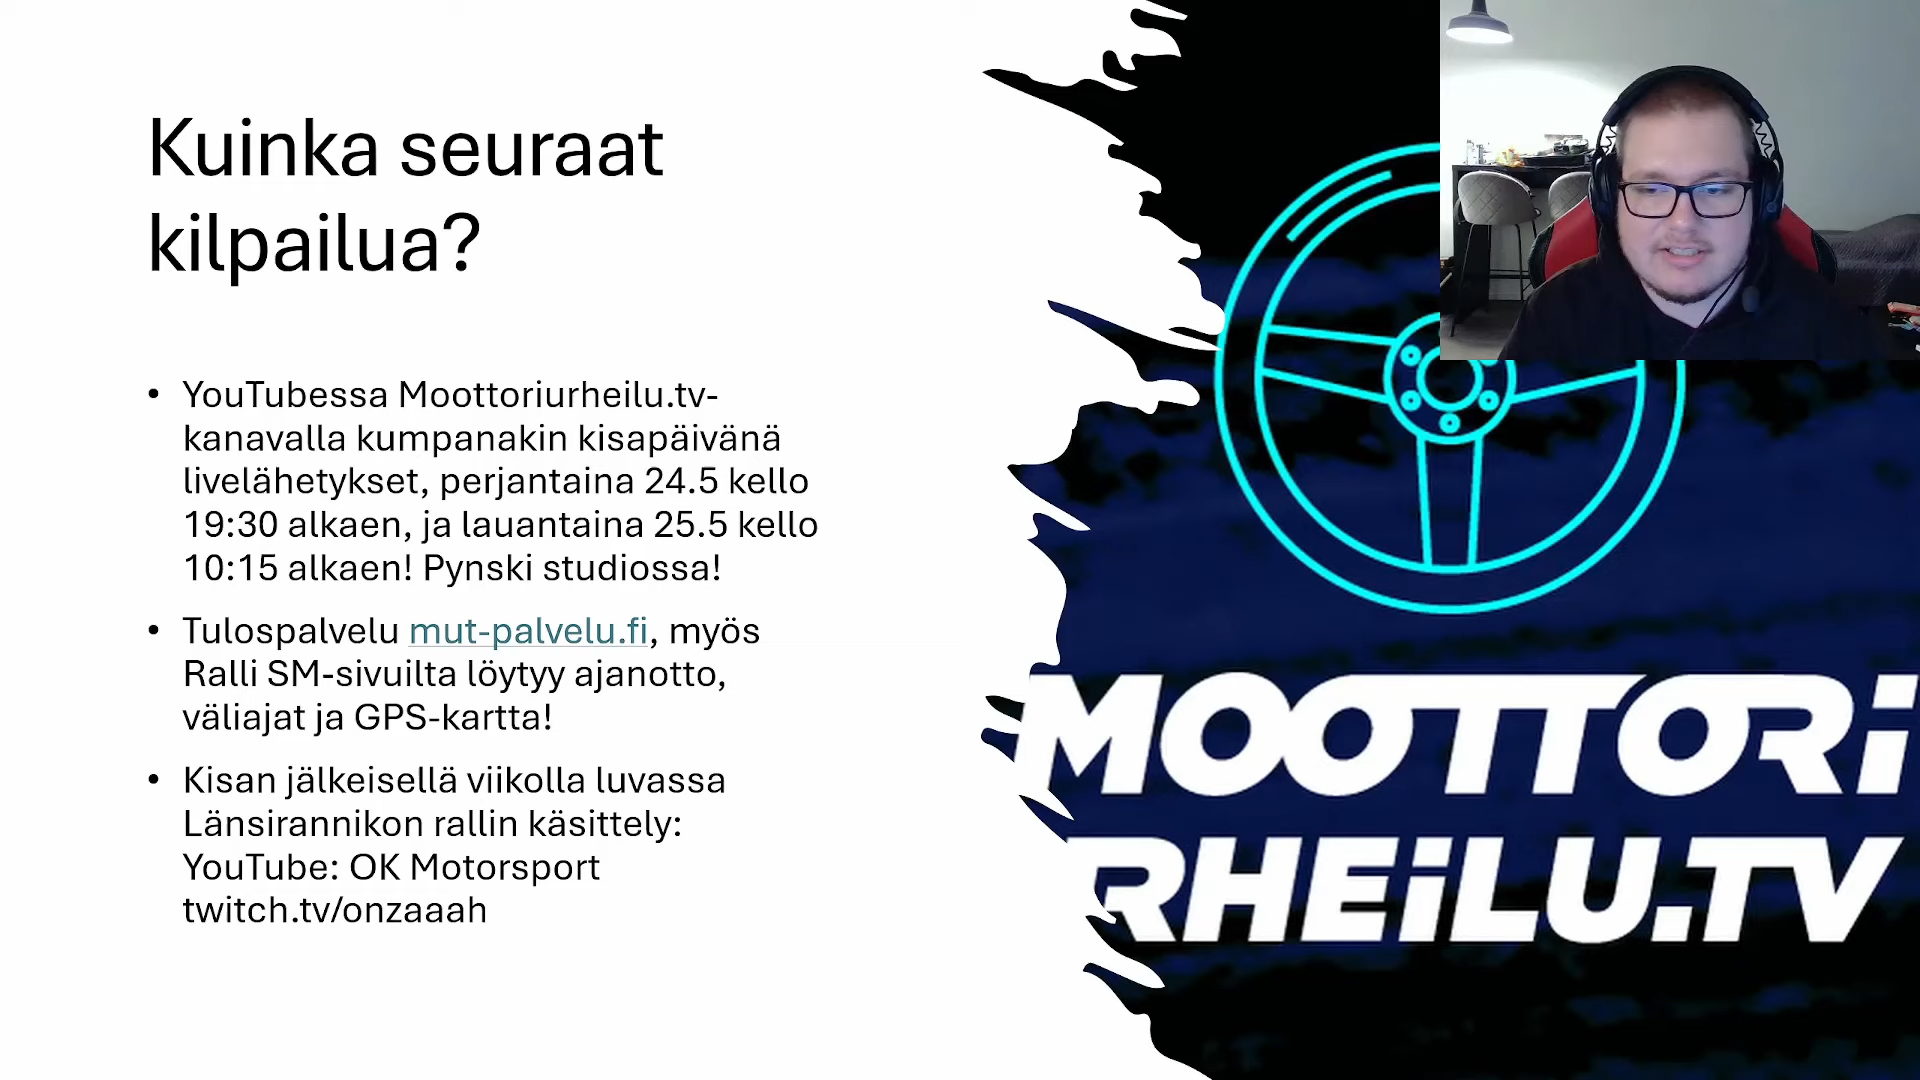 Kuinka seuraat
kilpailua?
• YouTubessa Moottoriurheilu.tv-
kanavalla kumpanakin kisapäivänä
livelähetykset, perjantaina 24.5 kello
19:30 alkaen, ja lauantaina 25.5 kello
10:15 alkaen! Pynski studiossa!
• Tulospalvelu mut-palvelu.fi, myös
Ralli SM-sivuilta löytyy ajanotto,
väliajat ja GPS-kartta!
• Kisan jälkeisellä viikolla luvassa
Länsirannikon rallin käsittely:
YouTube: OK Motorsport
twitch.tv/onzaaah
MOOTTORi
RHEiLU.TV